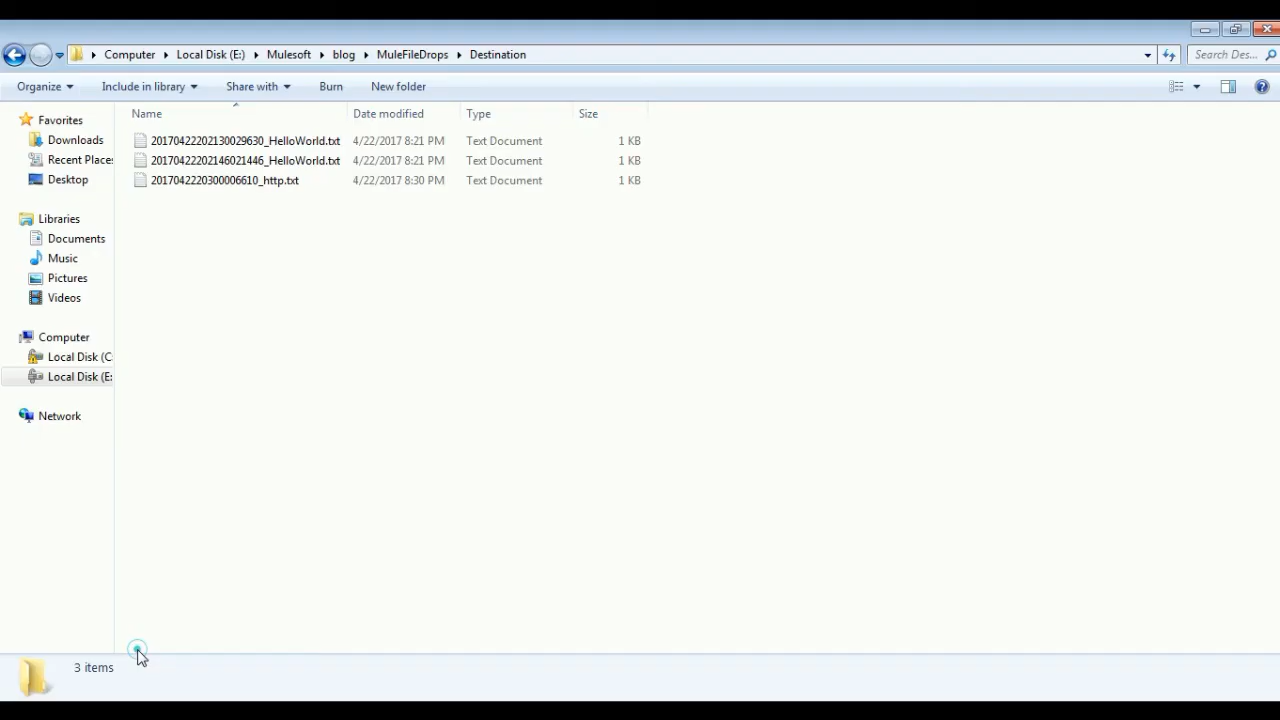 Computer Local Disk (E:) Mulesoft blog MuleFileDrops Destination Search Des...
Organize Include in library Share with Burn New folder
Favorites
Downloads
Recent Places
Desktop
Libraries
Documents
Music
Pictures
Videos
Computer
Local Disk (C:
Local Disk (E:
Network
Name Date modified Type Size
20170422202130029630_HelloWorld.txt 4/22/2017 8:21 PM Text Document 1 KB
20170422202146021446_HelloWorld.txt 4/22/2017 8:21 PM Text Document 1 KB
2017042220300006610_http.txt 4/22/2017 8:30 PM Text Document 1 KB
3 items